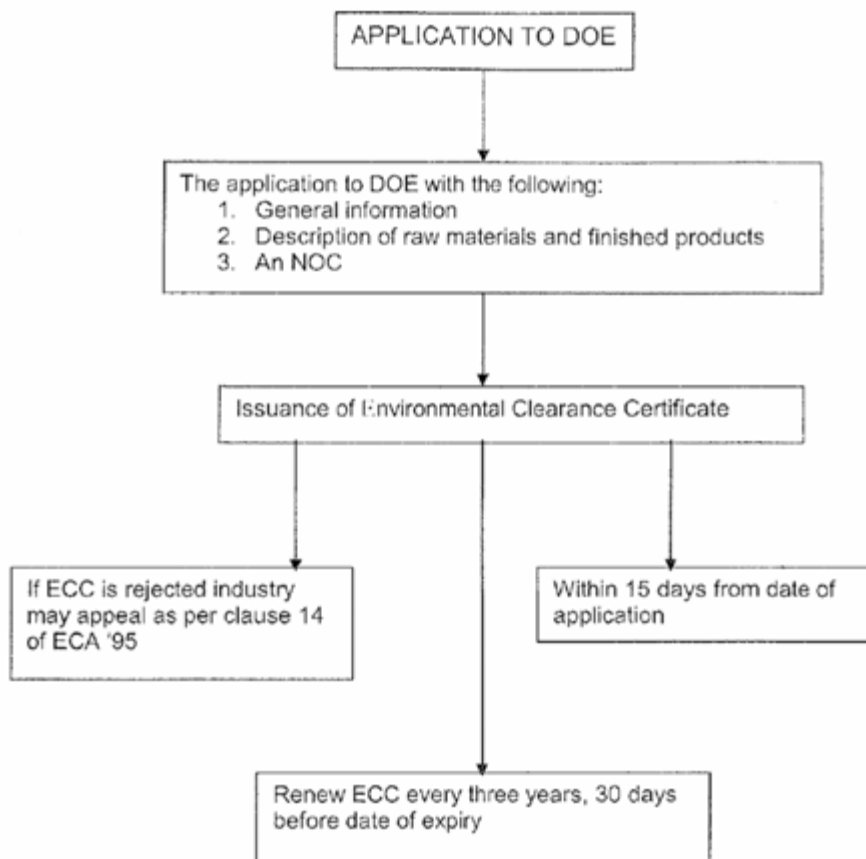 APPLICATION TO DOE
The application to DOE with the following:
1. General information
2. Description of raw materials and finished products
3. An NOC
Issuance of Environmental Clearance Certificate
If ECC is rejected industry
may appeal as per clause 14
of ECA '95
Within 15 days from date of
application
Renew ECC every three years, 30 days
before date of expiry